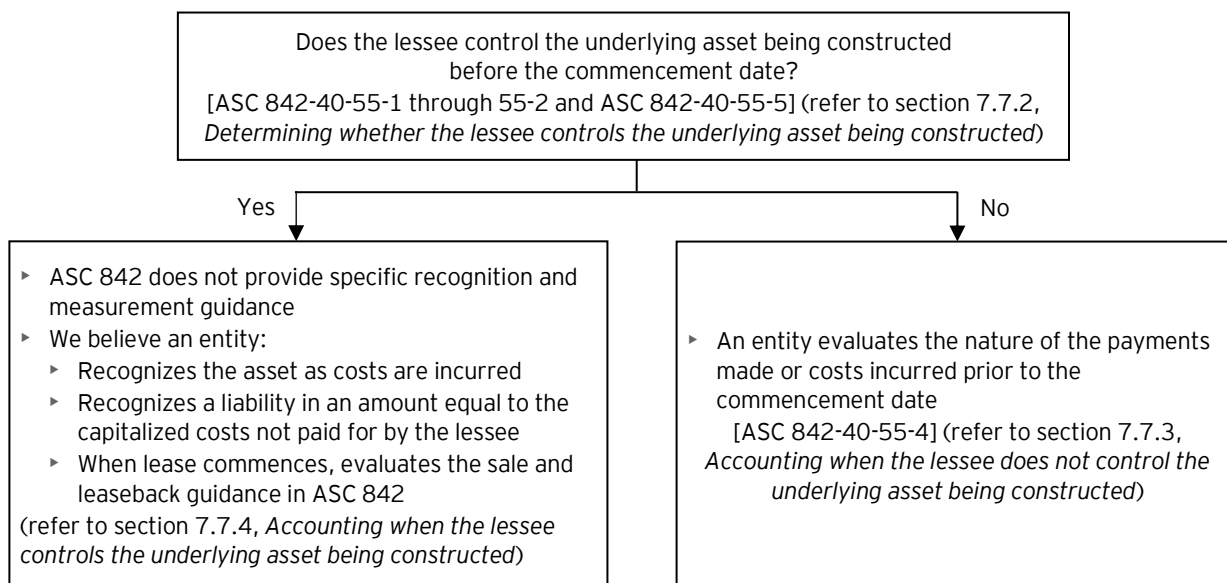 Does the lessee control the underlying asset being constructed
before the commencement date?
[ASC 842-40-55-1 through 55-2 and ASC 842-40-55-5] (refer to section 7.7.2,
Determining whether the lessee controls the underlying asset being constructed)
Yes
No
▸ ASC 842 does not provide specific recognition and
measurement guidance
▸ We believe an entity:
▸ Recognizes the asset as costs are incurred
▸ Recognizes a liability in an amount equal to the
capitalized costs not paid for by the lessee
▸ When lease commences, evaluates the sale and
leaseback guidance in ASC 842
(refer to section 7.7.4, Accounting when the lessee
controls the underlying asset being constructed)
▸ An entity evaluates the nature of the payments
made or costs incurred prior to the
commencement date
[ASC 842-40-55-4] (refer to section 7.7.3,
Accounting when the lessee does not control the
underlying asset being constructed)